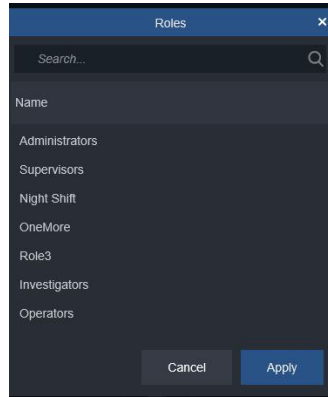 Roles ×
Search...
Name
Administrators
Supervisors
Night Shift
OneMore
Role3
Investigators
Operators
Cancel Apply